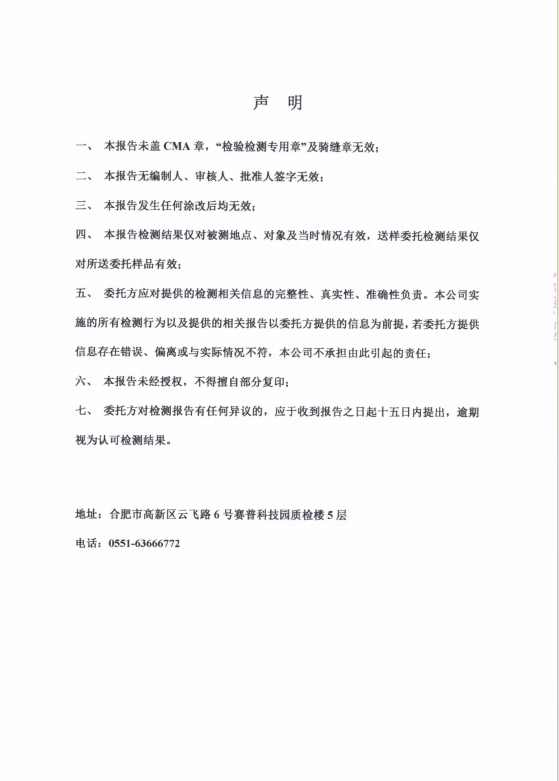 声 明
一、 本报告未盖 CMA 章，“检验检测专用章”及骑缝章无效；
二、 本报告无编制人、审核人、批准人签字无效；
三、 本报告发生任何涂改后均无效；
四、 本报告检测结果仅对被测地点、对象及当时情况有效，送样委托检测结果仅
对所送委托样品有效；
五、 委托方应对提供的检测相关信息的完整性、真实性、准确性负责。本公司实
施的所有检测行为以及提供的相关报告以委托方提供的信息为前提，若委托方提供
信息存在错误、偏离或与实际情况不符，本公司不承担由此引起的责任；
六、 本报告未经授权，不得擅自部分复印；
七、 委托方对检测报告有任何异议的，应于收到报告之日起十五日内提出，逾期
视为认可检测结果。
地址：合肥市高新区云飞路 6 号赛普科技园质检楼 5 层
电话：0551-63666772